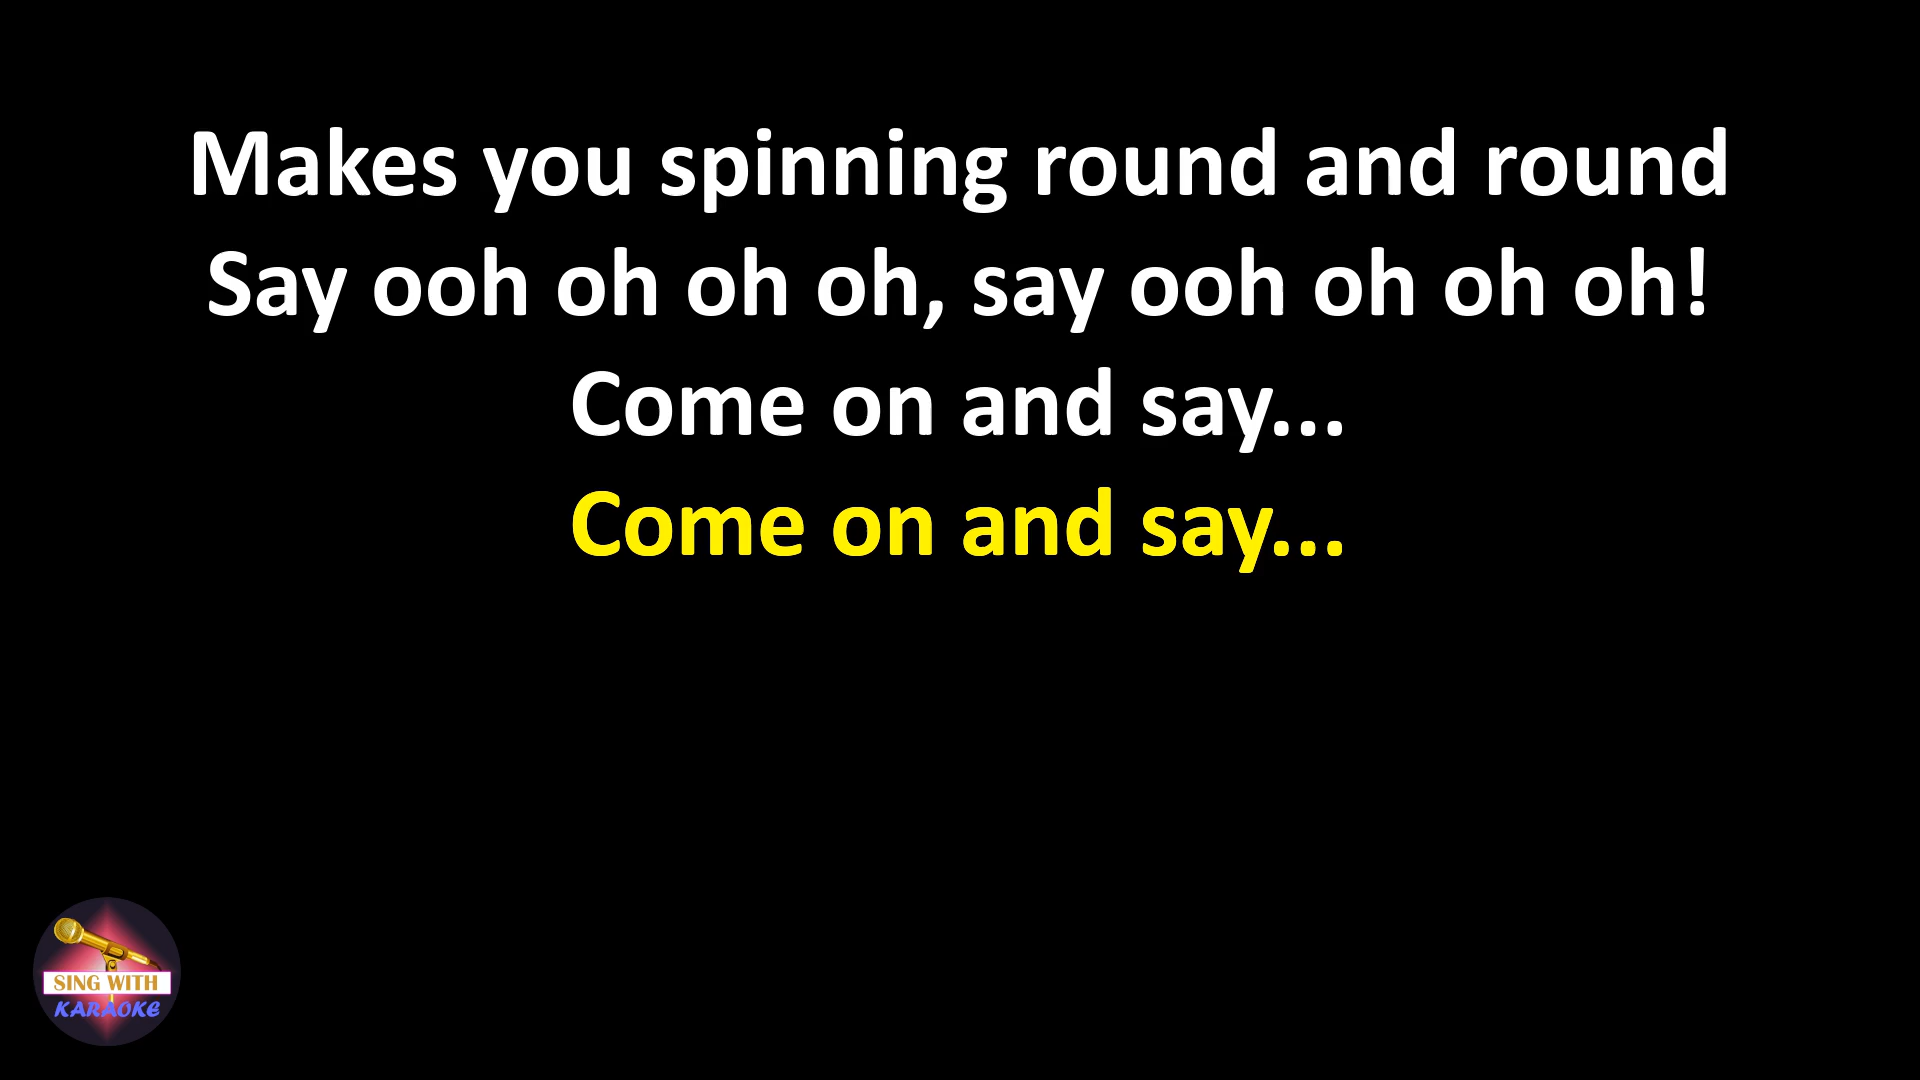 Makes you spinning round and round
Say ooh oh oh oh, say ooh oh oh oh!
Come on and say...
Come on and say...
SING WITH
KARAOKE